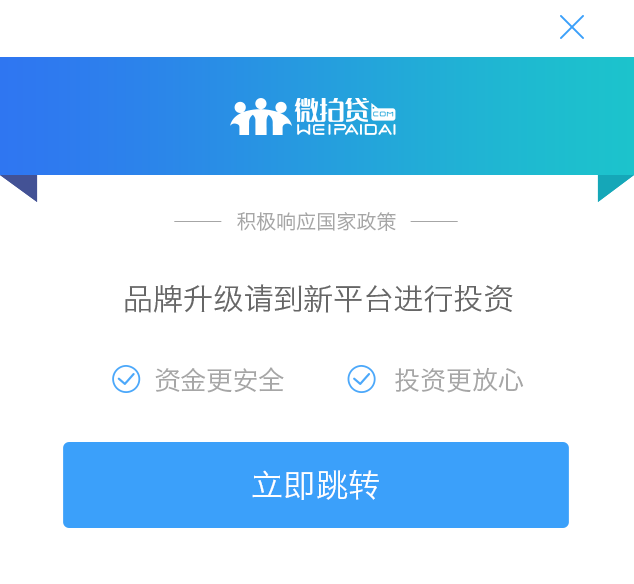 微拍贷.COM
WEIPAIDAI
积极响应国家政策
品牌升级请到新平台进行投资
资金更安全 投资更放心
立即跳转